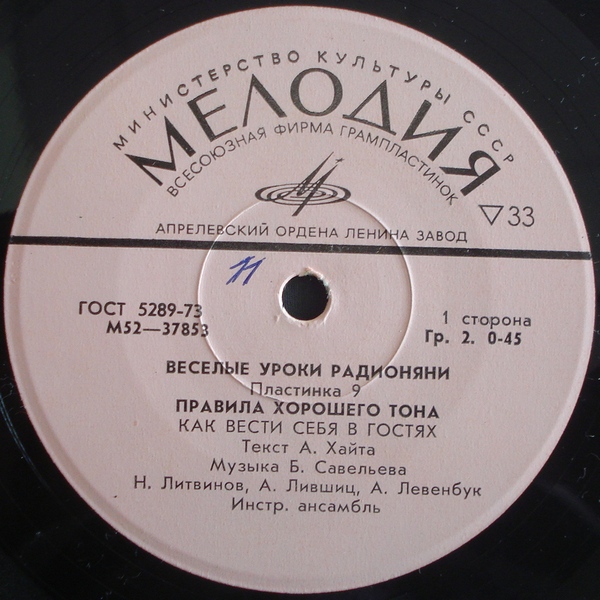 МИНИСТЕРСТВО КУЛЬТУРЫ СССР
МЕЛОДИЯ
ВСЕСОЮЗНАЯ ФИРМА ГРАМПЛАСТИНОК
▽33
АПРЕЛЕВСКИЙ ОРДЕНА ЛЕНИНА ЗАВОД
11
ГОСТ 5289-73
М52—37853
1 сторона
Гр. 2. 0-45
ВЕСЕЛЫЕ УРОКИ РАДИОНЯНИ
Пластинка 9
ПРАВИЛА ХОРОШЕГО ТОНА
КАК ВЕСТИ СЕБЯ В ГОСТЯХ
Текст А. Хайта
Музыка Б. Савельева
Н. Литвинов, А. Лившиц, А. Левенбук
Инстр. ансамбль